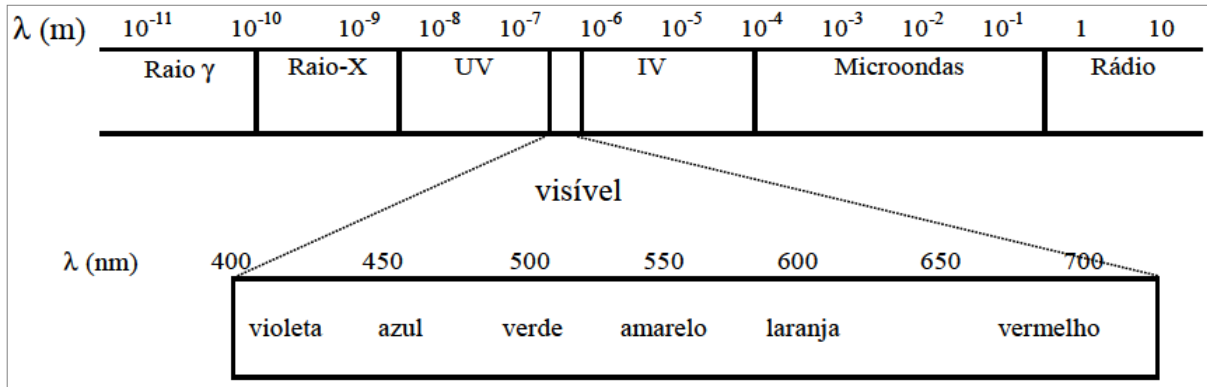 λ (m) 10⁻¹¹ 10⁻¹⁰ 10⁻⁹ 10⁻⁸ 10⁻⁷ 10⁻⁶ 10⁻⁵ 10⁻⁴ 10⁻³ 10⁻² 10⁻¹ 1 10
Raio γ Raio-X UV IV Microondas Rádio
visível
λ (nm) 400 450 500 550 600 650 700
violeta azul verde amarelo laranja vermelho